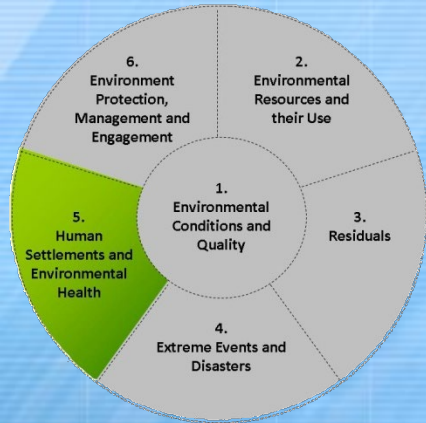 1.
Environmental
Conditions and
Quality
2.
Environmental
Resources and
their Use
3.
Residuals
4.
Extreme Events and
Disasters
5.
Human
Settlements and
Environmental
Health
6.
Environment
Protection,
Management and
Engagement